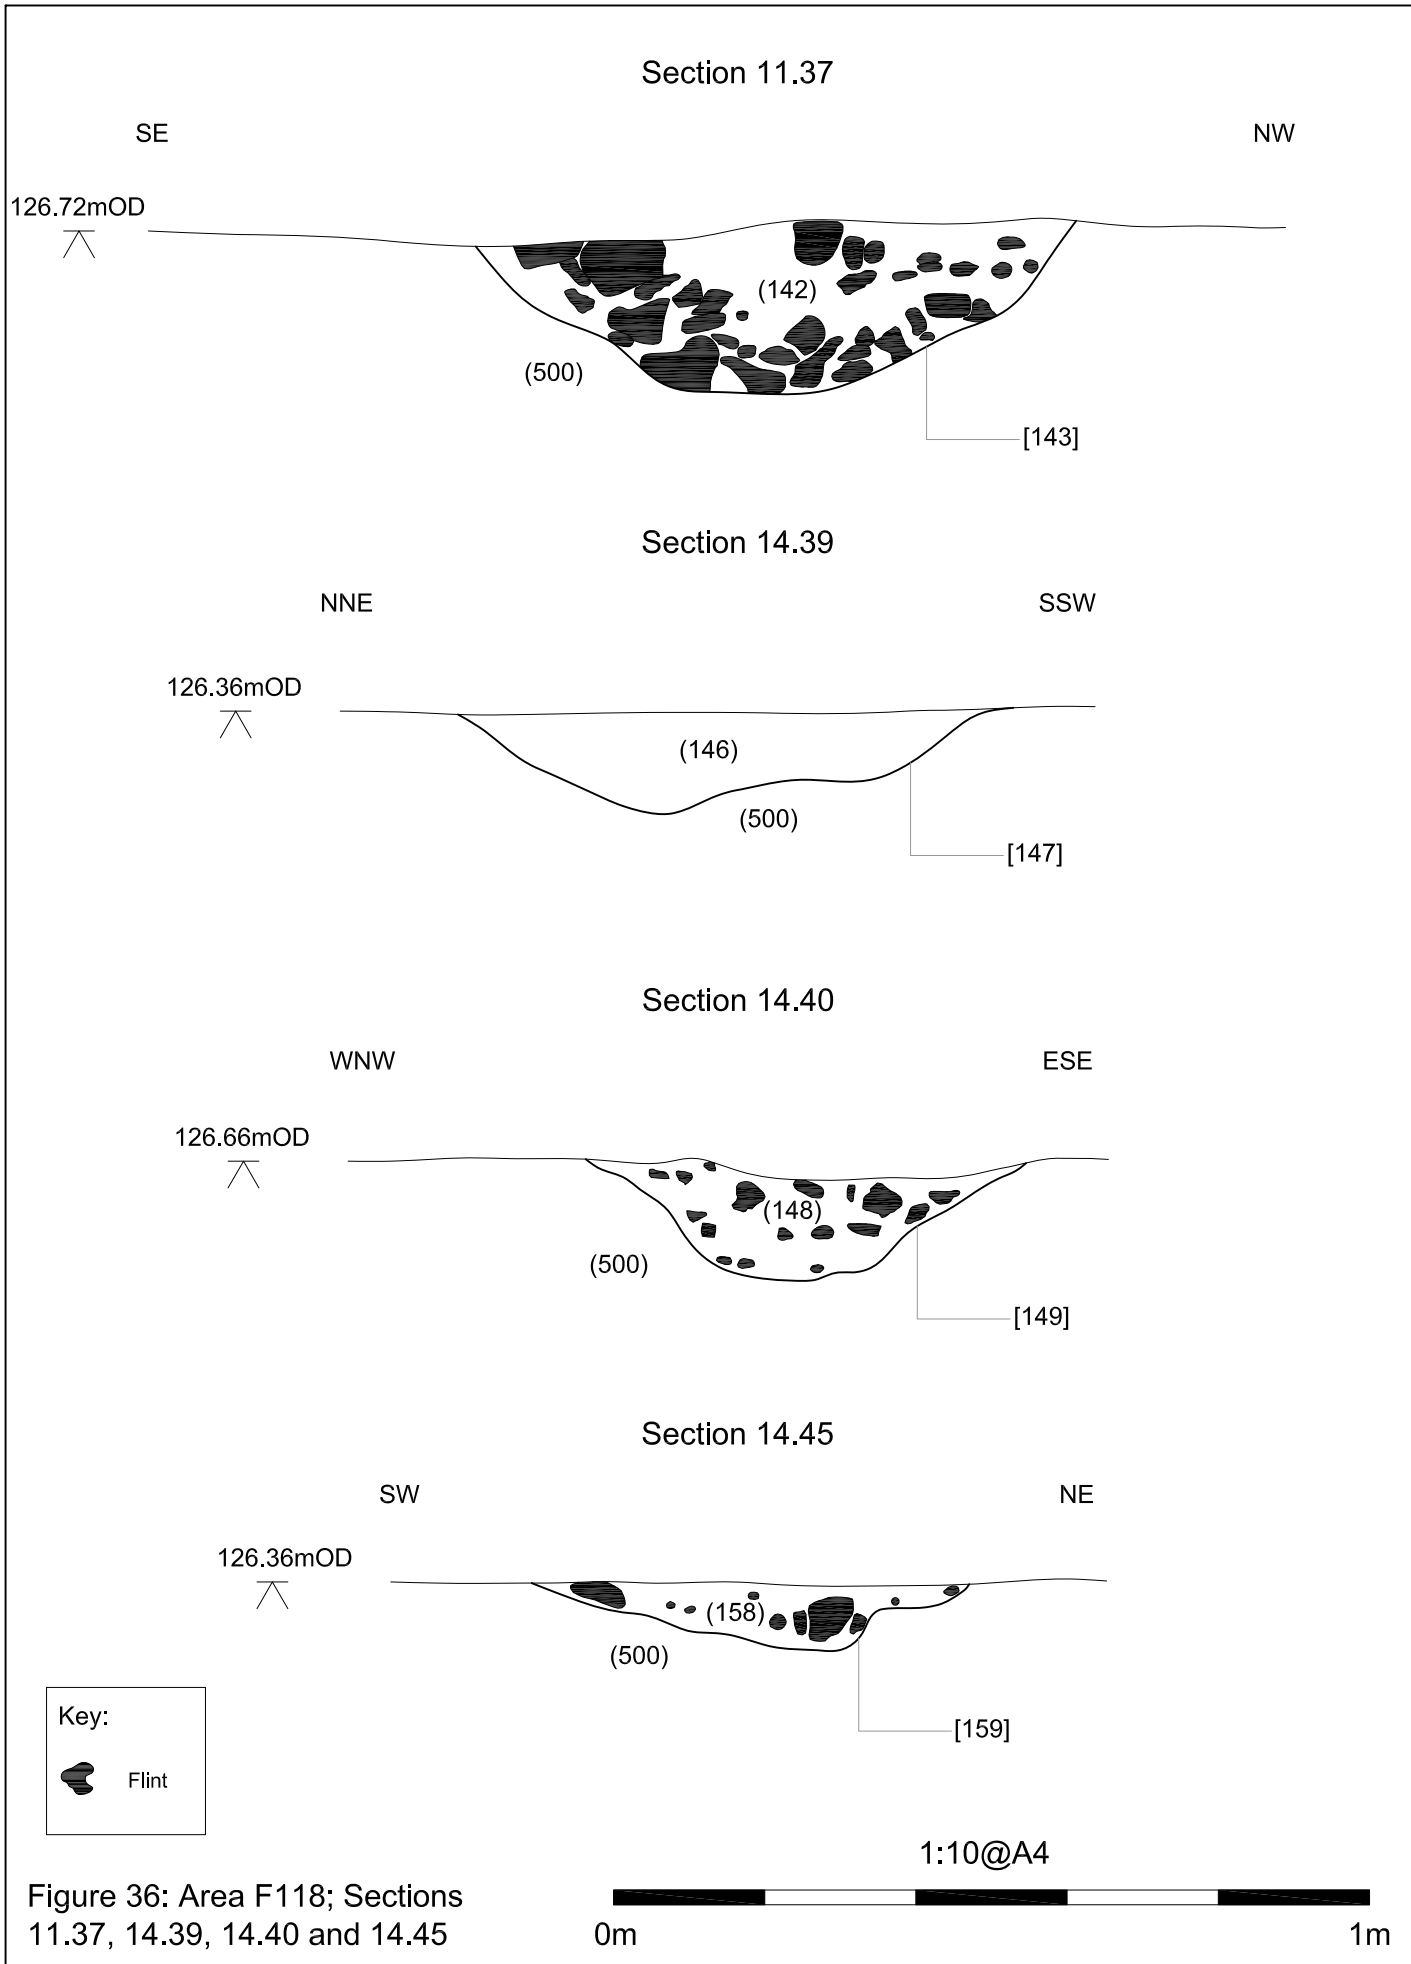 Section 11.37
SE
NW
126.72mOD
(142)
(500)
[143]
Section 14.39
NNE
SSW
126.36mOD
(146)
(500)
[147]
Section 14.40
WNW
ESE
126.66mOD
(148)
(500)
[149]
Section 14.45
SW
NE
126.36mOD
(158)
(500)
[159]
Key:
Flint
1:10@A4
0m
1m
Figure 36: Area F118; Sections
11.37, 14.39, 14.40 and 14.45